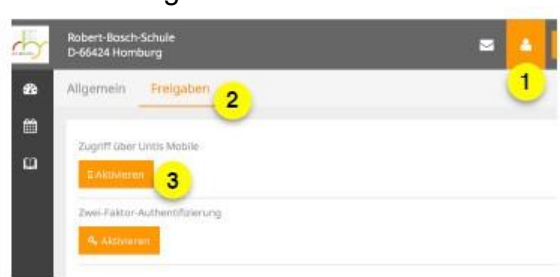 Robert-Bosch-Schule
D-66424 Homburg
1
Allgemein Freigaben 2
Zugriff über Untis Mobile
Aktivieren 3
Zwei-Faktor-Authentifizierung
Aktivieren